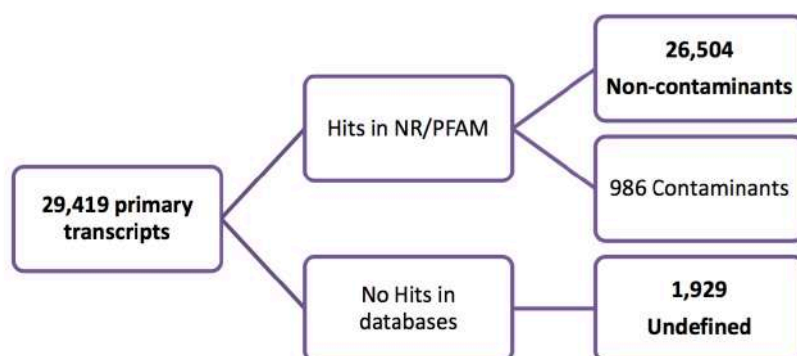 26,504
Non-contaminants
Hits in NR/PFAM
986 Contaminants
29,419 primary
transcripts
No Hits in
databases
1,929
Undefined